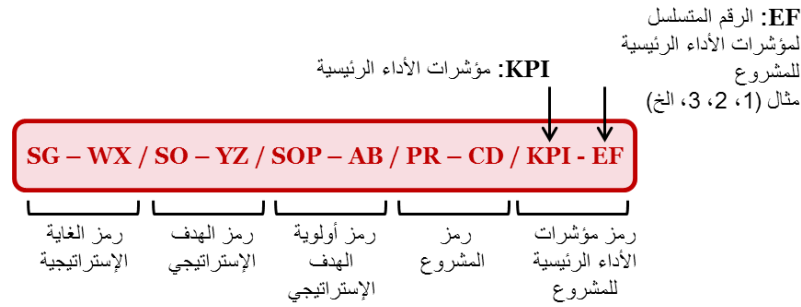 EF: الرقم المتسلسل
لمؤشرات الأداء الرئيسية
للمشروع
مثال (1، 2، 3، الخ)
KPI: مؤشرات الأداء الرئيسية
SG – WX / SO – YZ / SOP – AB / PR – CD / KPI - EF
رمز الغاية
الإستراتيجية
رمز الهدف
الإستراتيجي
رمز أولوية
الهدف
الإستراتيجي
رمز
المشروع
رمز مؤشرات
الأداء الرئيسية
للمشروع